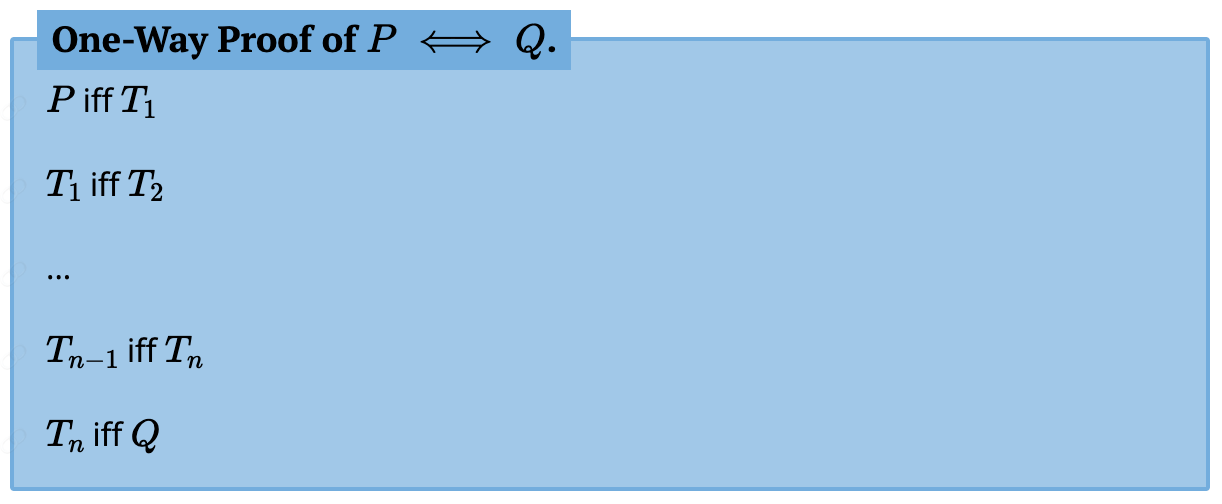 One-Way Proof of P ⟺ Q.
P iff T₁
T₁ iff T₂
...
Tₙ₋₁ iff Tₙ
Tₙ iff Q